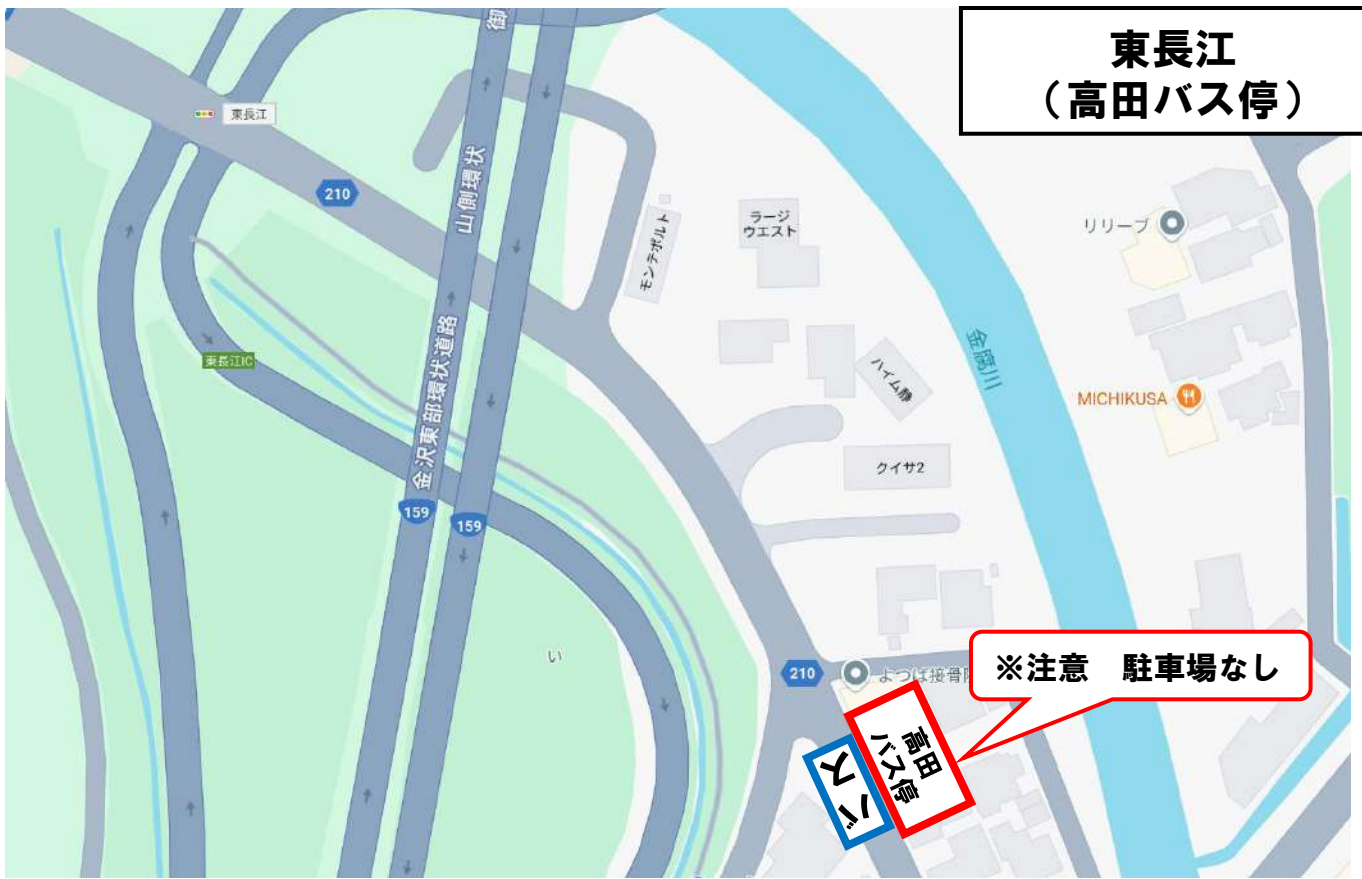 東長江
（高田バス停）
御
東長江
210
山側環状
モンテポルト
ラージ
ウエスト
リリーブ
金沢東部環状道路
東長江IC
金腐川
ハイム静
MICHIKUSA
クイサ2
159
159
い
210
よつば接骨院
※注意　駐車場なし
高田
バス停
バス